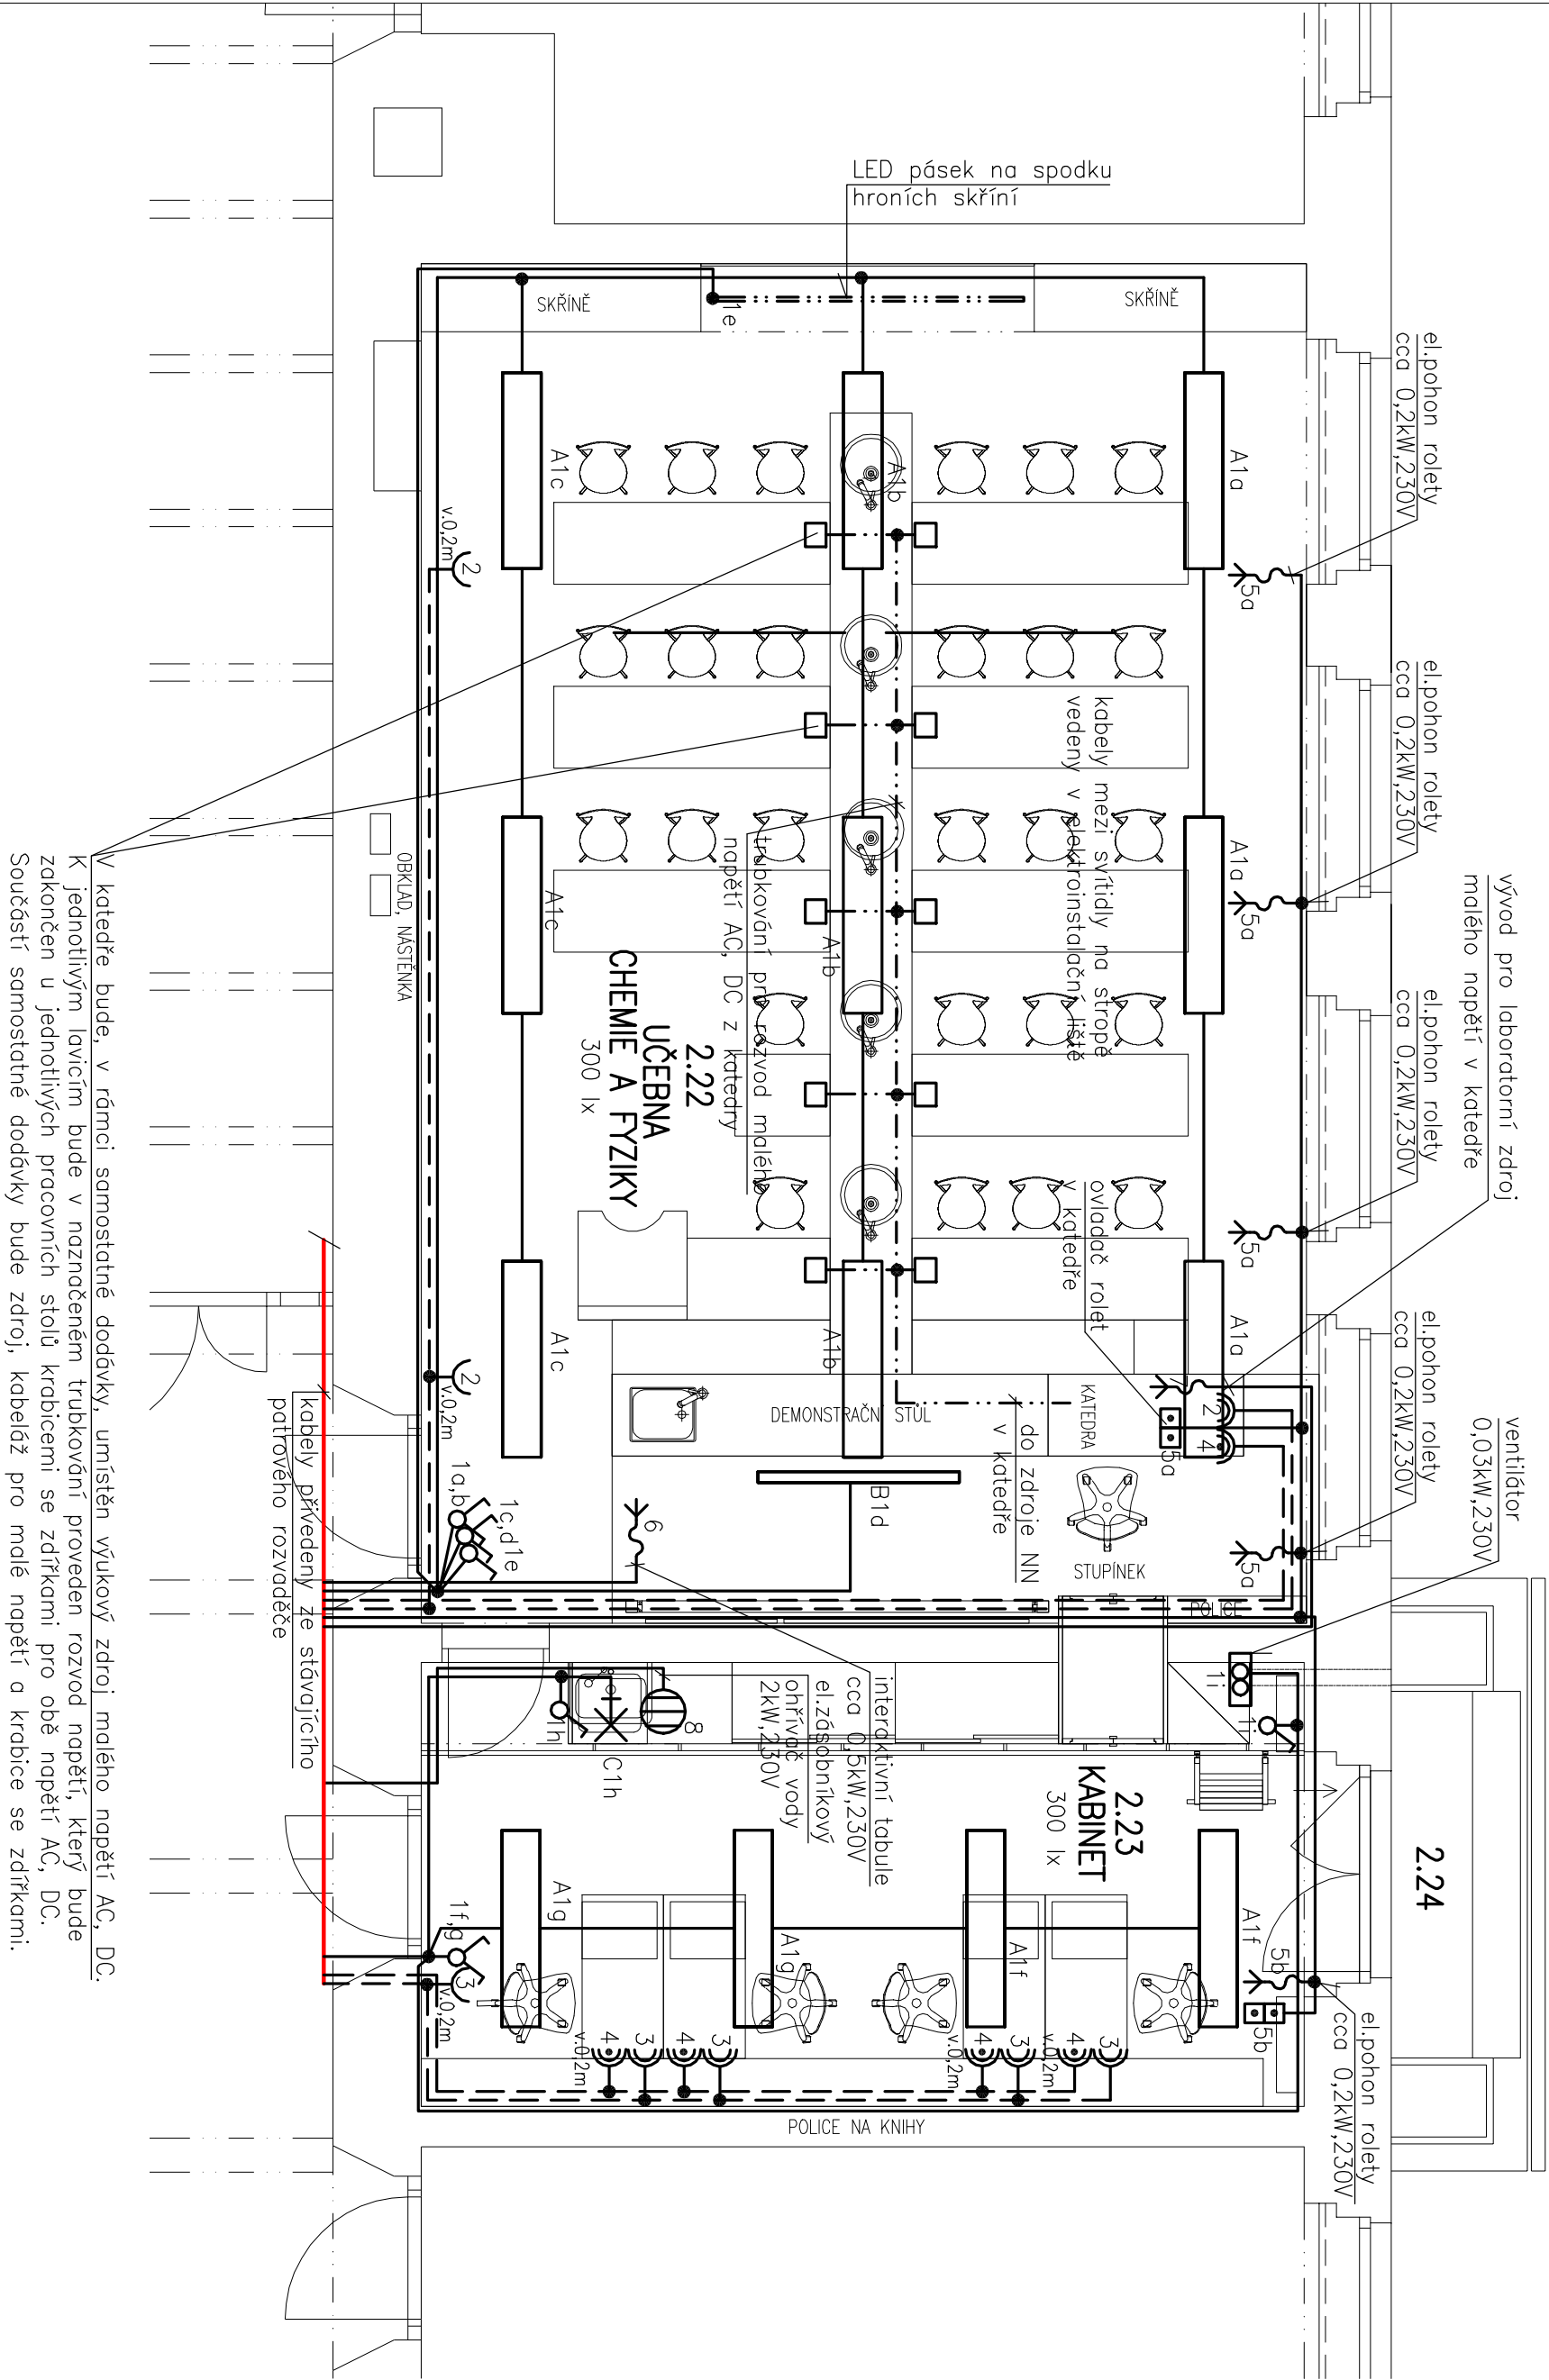 LED pásek na spodku
hroních skříní
SKŘÍNĚ
SKŘÍNĚ
1e
el.pohon rolety
cca 0,2kW,230V
el.pohon rolety
cca 0,2kW,230V
el.pohon rolety
cca 0,2kW,230V
el.pohon rolety
cca 0,2kW,230V
vývod pro laboratorní zdroj
malého napětí v katedře
ventilátor
0,03kW,230V
A1a
A1a
A1a
A1b
A1b
A1b
A1c
A1c
A1c
5a
5a
5a
5a
5a
2
v.0,2m
2
v.0,2m
kabely mezi svítidly na stropě
vedeny v elektroinstalační liště
trubkování pro rozvod malého
napětí AC, DC z katedry
2.22
UČEBNA
CHEMIE A FYZIKY
300 lx
OBKLAD, NÁSTĚNKA
ovladač rolet
v katedře
KATEDRA
2
4
DEMONSTRAČNÍ STŮL
do zdroje NN
v katedře
B1d
STUPÍNEK
POLICE
6
1a,b
1c,d
1e
interaktivní tabule
cca 0,5kW,230V
el.zásobníkový
ohřívač vody
2kW,230V
8
1h
C1h
1i
1i
2.23
KABINET
300 lx
2.24
A1f
A1f
A1g
A1g
5b
5b
el.pohon rolety
cca 0,2kW,230V
1f,g
3
v.0,2m
4
3
4
3
v.0,2m
4
3
4
3
v.0,2m
v.0,2m
POLICE NA KNIHY
kabely přivedeny ze stávajícího
patrového rozvaděče
V katedře bude, v rámci samostatné dodávky, umístěn výukový zdroj malého napětí AC, DC.
K jednotlivým lavicím bude v naznačeném trubkování proveden rozvod napětí, který bude
zakončen u jednotlivých pracovních stolů krabicemi se zdířkami pro obě napětí AC, DC.
Součástí samostatné dodávky bude zdroj, kabeláž pro malé napětí a krabice se zdířkami.